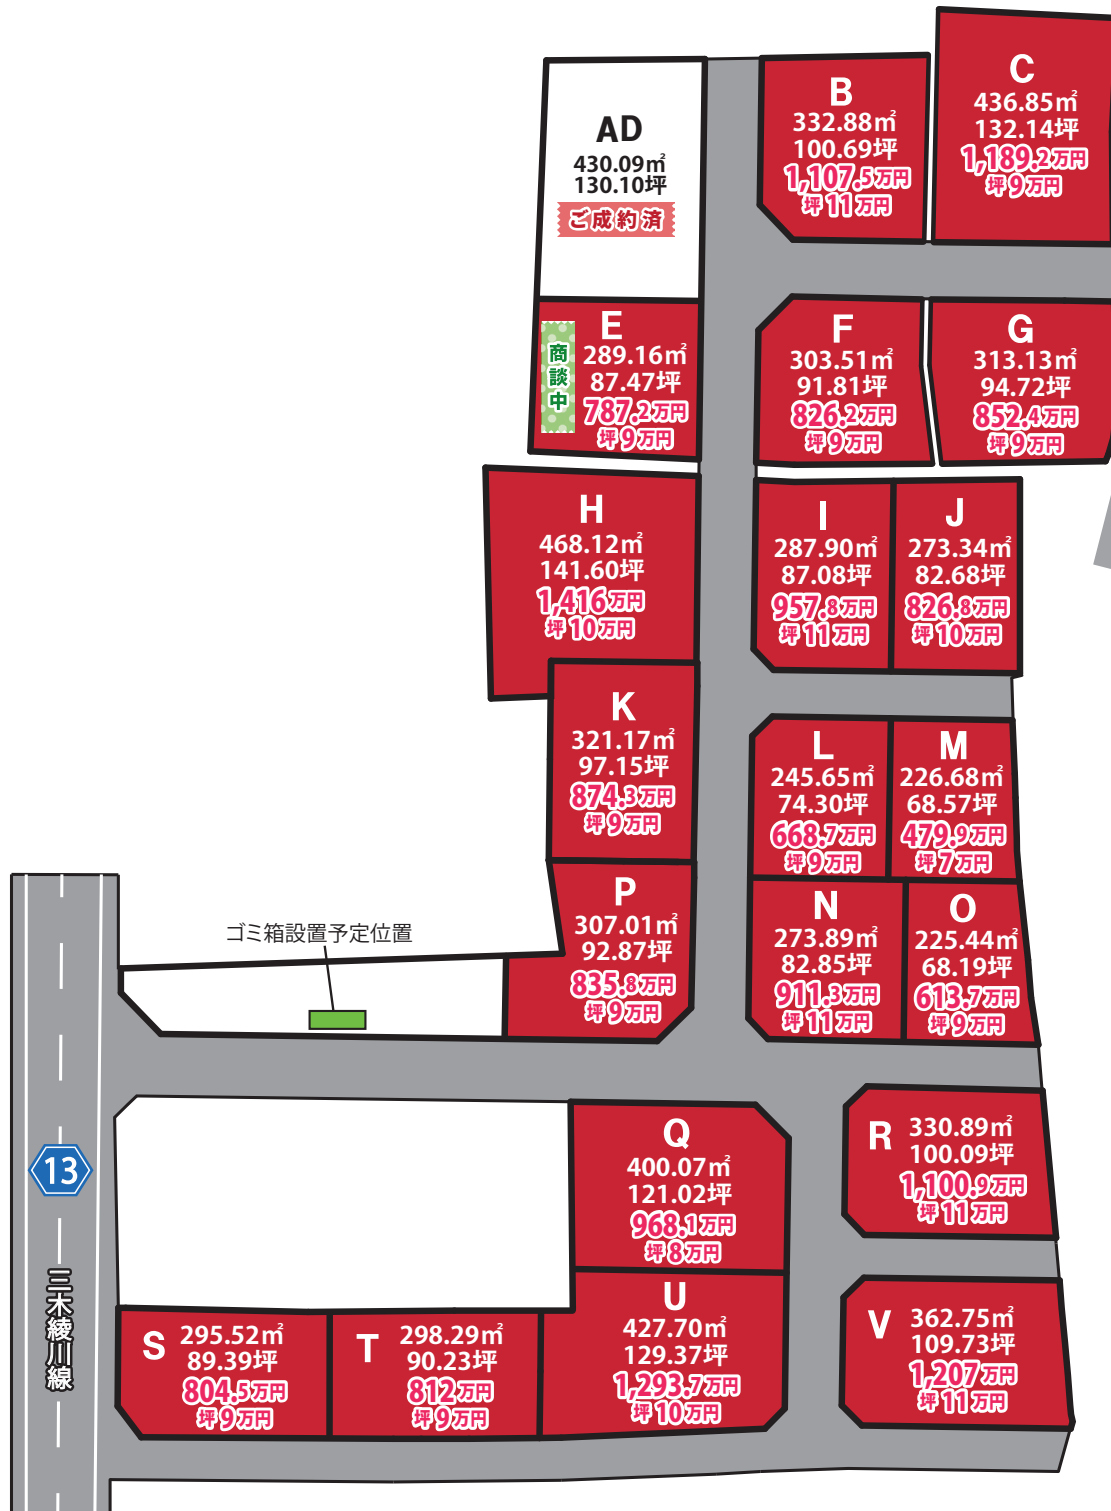 AD
430.09㎡
130.10坪
ご成約済
B
332.88㎡
100.69坪
1,107.5万円
坪11万円
C
436.85㎡
132.14坪
1,189.2万円
坪9万円
商談中
E
289.16㎡
87.47坪
787.2万円
坪9万円
F
303.51㎡
91.81坪
826.2万円
坪9万円
G
313.13㎡
94.72坪
852.4万円
坪9万円
H
468.12㎡
141.60坪
1,416万円
坪10万円
I
287.90㎡
87.08坪
957.8万円
坪11万円
J
273.34㎡
82.68坪
826.8万円
坪10万円
K
321.17㎡
97.15坪
874.3万円
坪9万円
L
245.65㎡
74.30坪
668.7万円
坪9万円
M
226.68㎡
68.57坪
479.9万円
坪7万円
P
307.01㎡
92.87坪
835.8万円
坪9万円
N
273.89㎡
82.85坪
911.3万円
坪11万円
O
225.44㎡
68.19坪
613.7万円
坪9万円
ゴミ箱設置予定位置
Q
400.07㎡
121.02坪
968.1万円
坪8万円
R
330.89㎡
100.09坪
1,100.9万円
坪11万円
13
三木綾川線
S
295.52㎡
89.39坪
804.5万円
坪9万円
T
298.29㎡
90.23坪
812万円
坪9万円
U
427.70㎡
129.37坪
1,293.7万円
坪10万円
V
362.75㎡
109.73坪
1,207万円
坪11万円